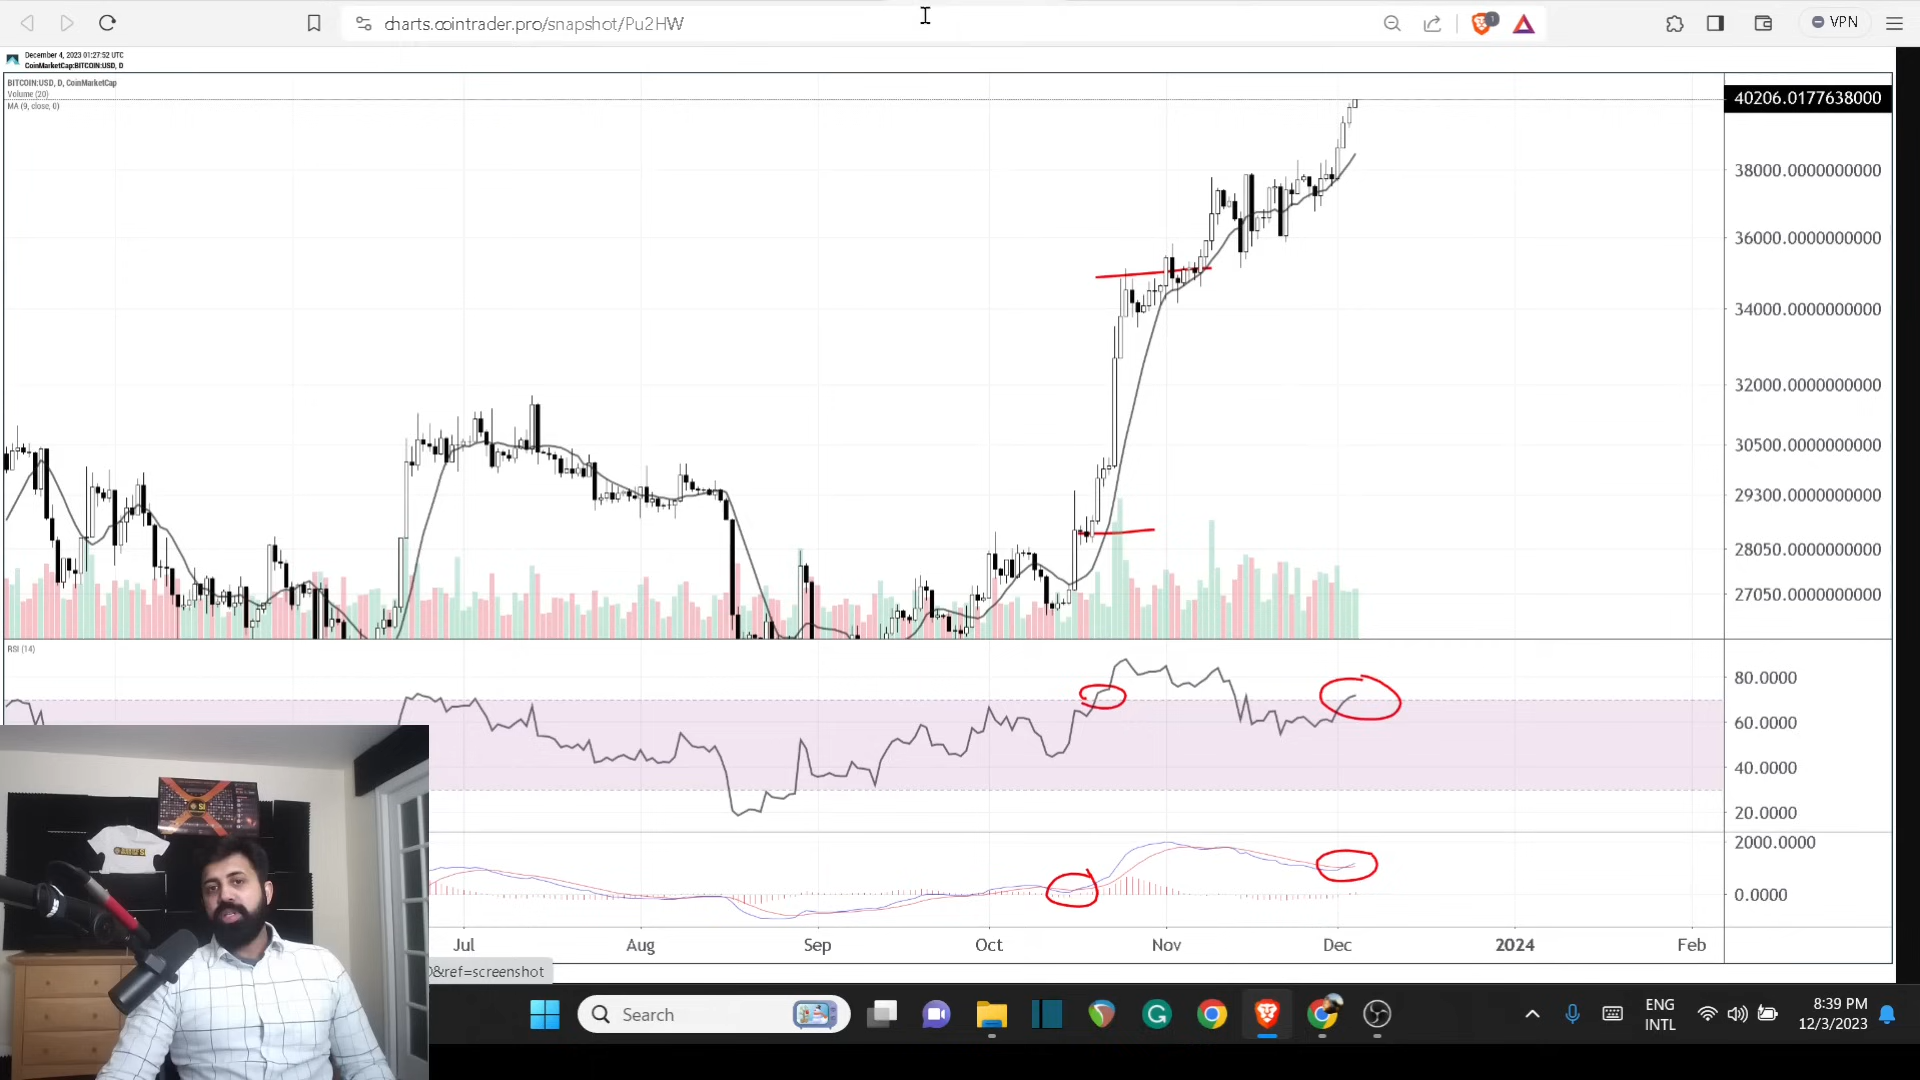 charts.cointrader.pro/snapshot/Pu2HW
1
VPN
December 4, 2023 01:27:52 UTC
CoinMarketCap:BITCOIN:USD, D
BITCOIN:USD, D, CoinMarketCap
Volume (20)
MA (9, close, 0)
40206.0177638000
38000.0000000000
36000.0000000000
34000.0000000000
32000.0000000000
30500.0000000000
29300.0000000000
28050.0000000000
27050.0000000000
RSI (14)
80.0000
60.0000
40.0000
20.0000
2000.0000
0.0000
Jul
Aug
Sep
Oct
Nov
Dec
2024
Feb
&ref=screenshot
Search
ENG
INTL
8:39 PM
12/3/2023